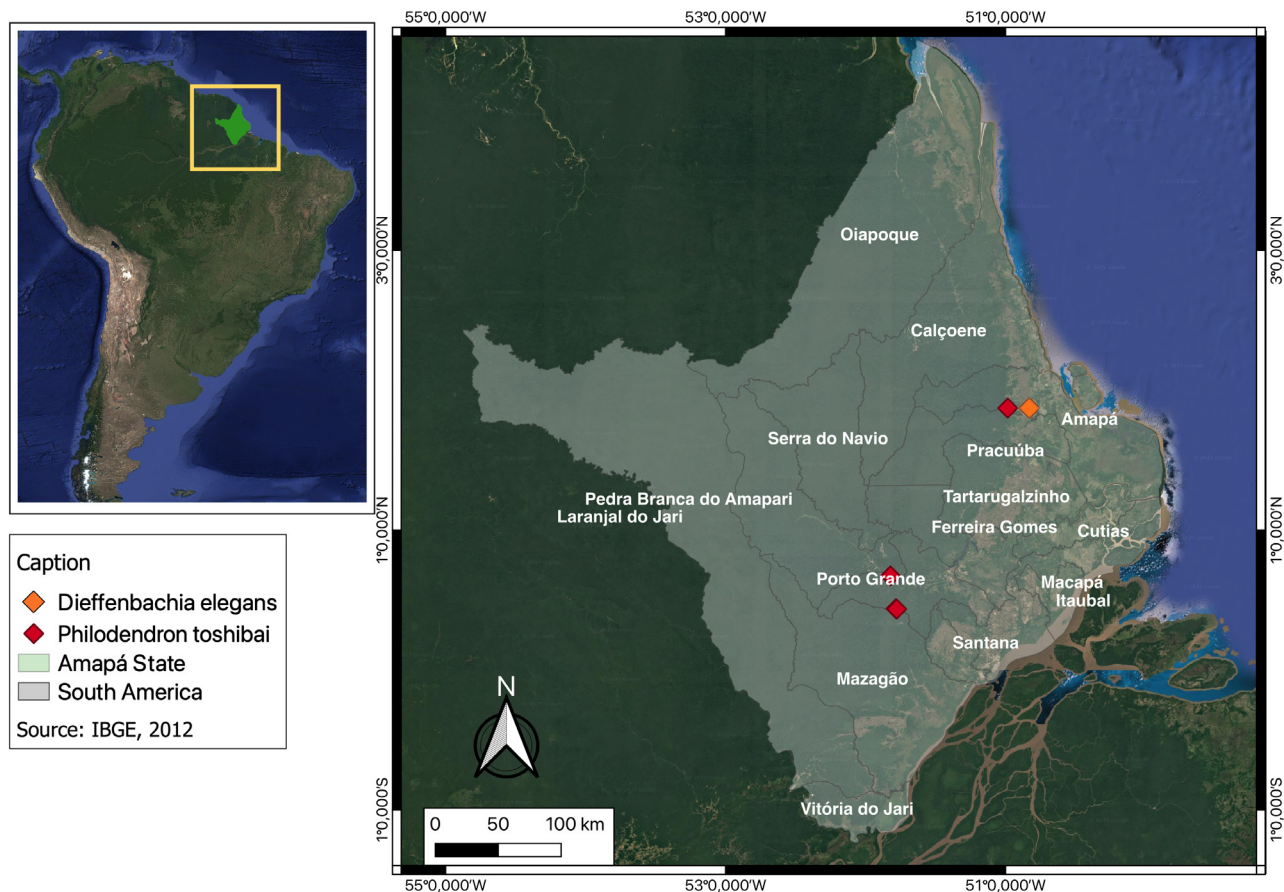 55°0,000'W 53°0,000'W 51°0,000'W
3°0,000'N
1°0,000'N
1°0,000'S
3°0,000'N
1°0,000'N
1°0,000'S
Oiapoque
Calçoene
Amapá
Serra do Navio
Pracuúba
Pedra Branca do Amapari
Tartarugalzinho
Laranjal do Jari
Ferreira Gomes
Cutias
Porto Grande
Macapá
Itaubal
Santana
Mazagão
Vitória do Jari
N
0 50 100 km
55°0,000'W 53°0,000'W 51°0,000'W
Caption
Dieffenbachia elegans
Philodendron toshibai
Amapá State
South America
Source: IBGE, 2012